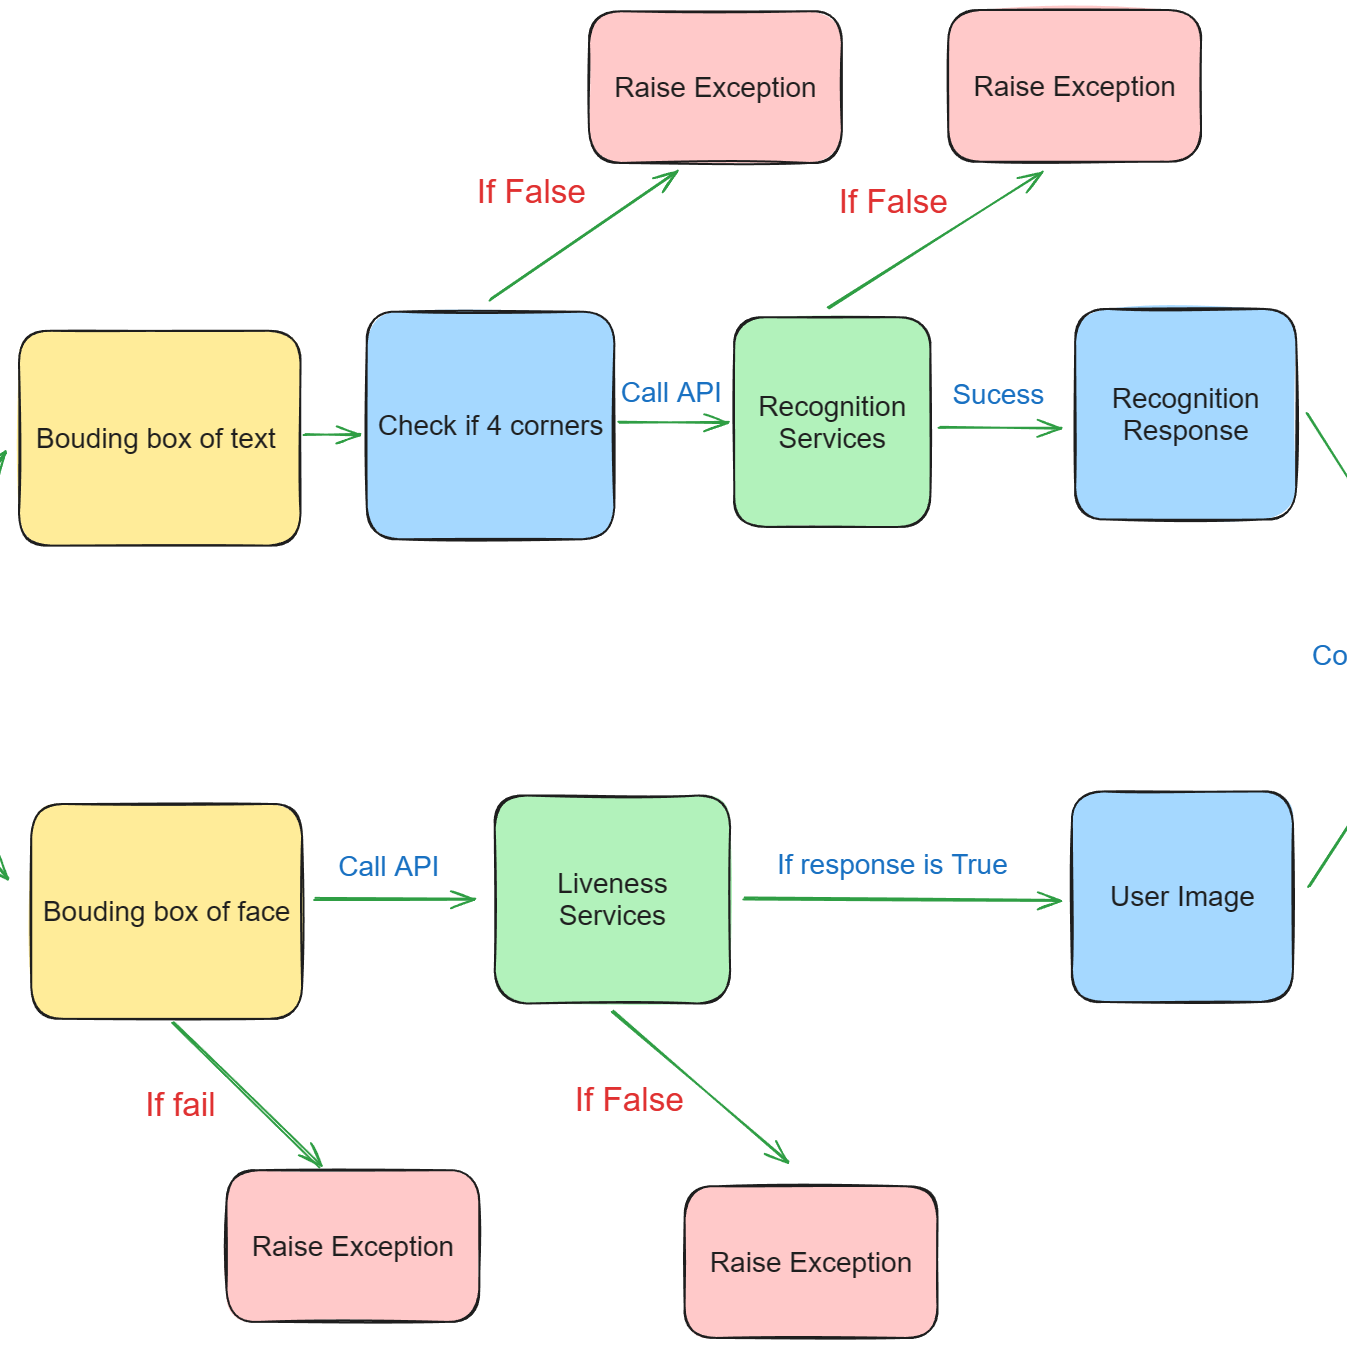 Raise Exception
Raise Exception
If False
If False
Bouding box of text
Check if 4 corners
Call API
Recognition
Services
Sucess
Recognition
Response
Co
Bouding box of face
Call API
Liveness
Services
If response is True
User Image
If fail
If False
Raise Exception
Raise Exception